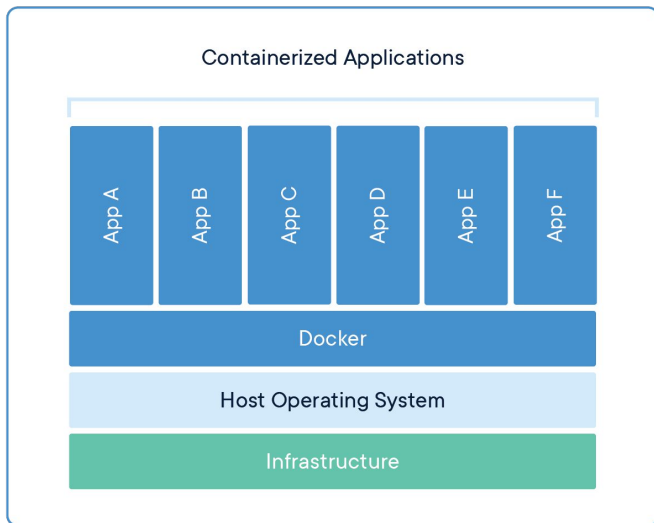 Containerized Applications
App A
App B
App C
App D
App E
App F
Docker
Host Operating System
Infrastructure